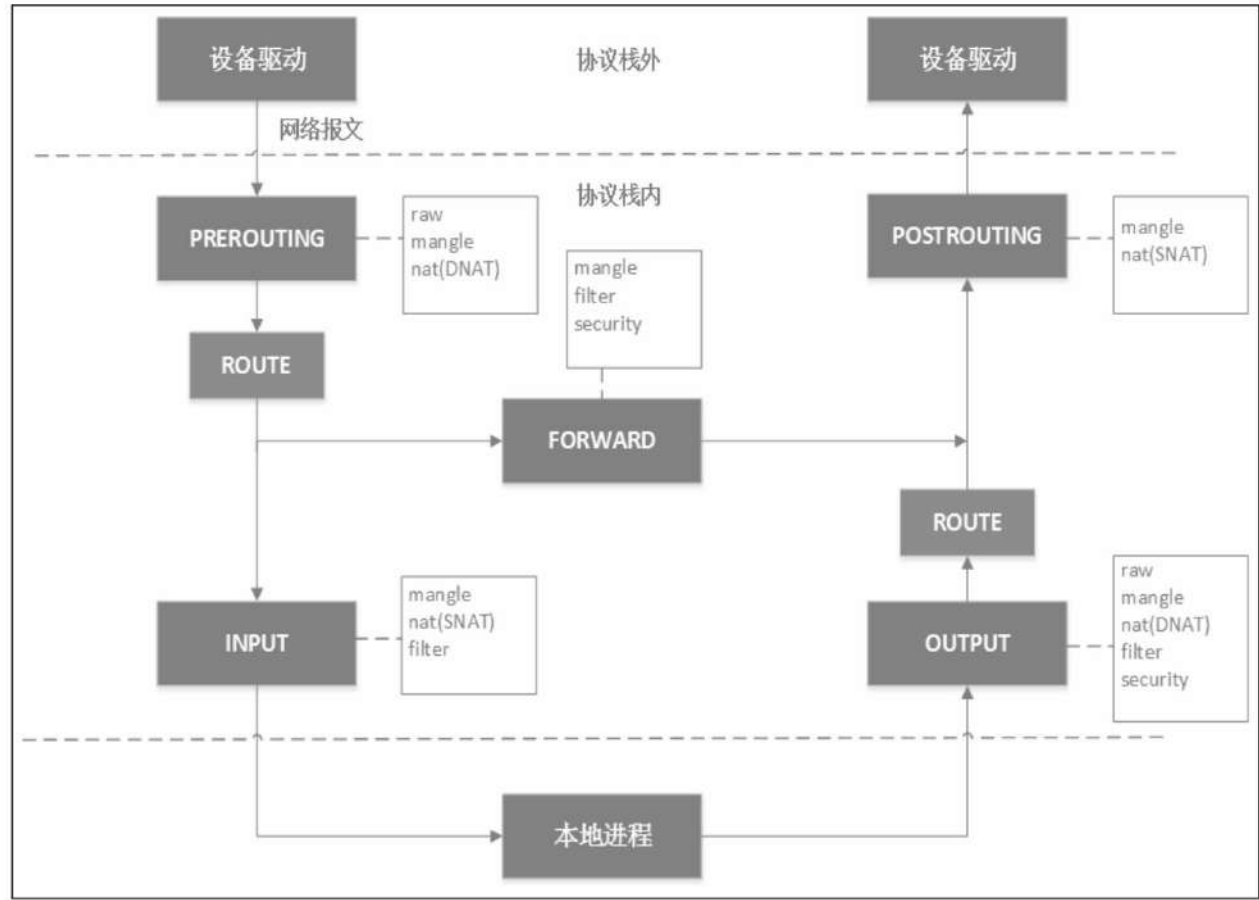 设备驱动
协议栈外
设备驱动
网络报文
协议栈内
PREROUTING
raw
mangle
nat(DNAT)
POSTROUTING
mangle
nat(SNAT)
mangle
filter
security
ROUTE
FORWARD
ROUTE
INPUT
mangle
nat(SNAT)
filter
OUTPUT
raw
mangle
nat(DNAT)
filter
security
本地进程